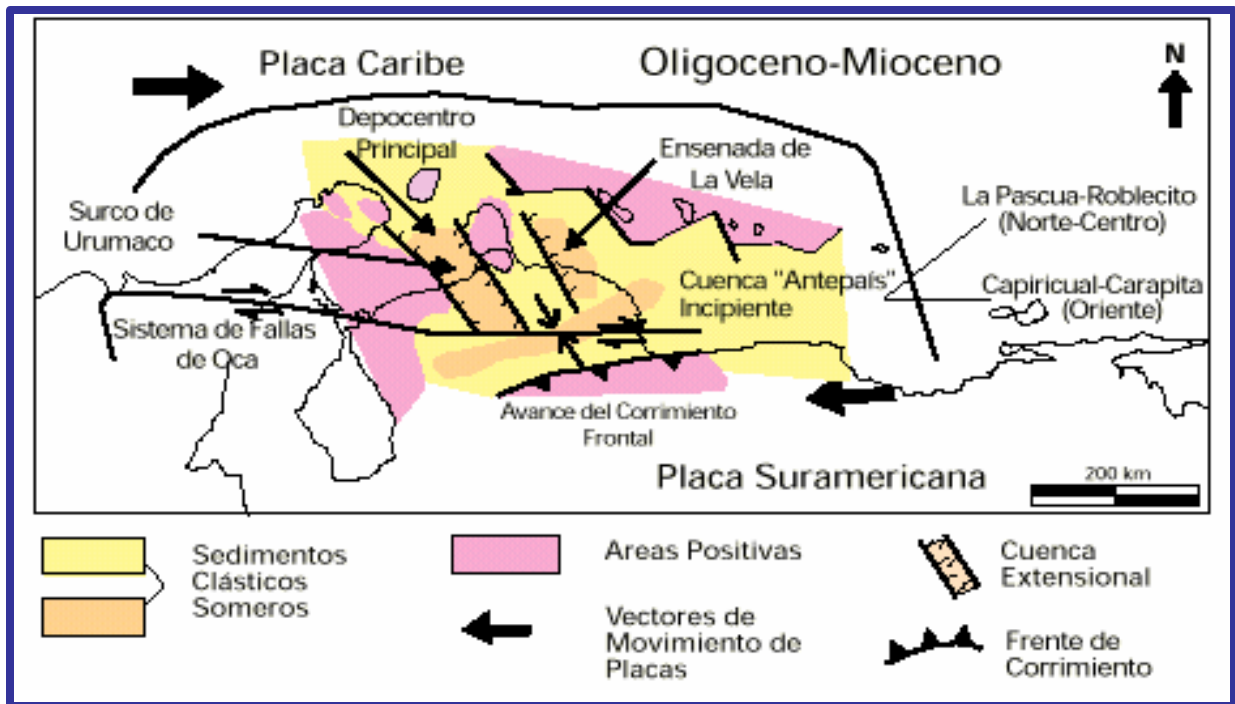 Placa Caribe
Oligoceno-Mioceno
N
Depocentro
Principal
Ensenada de
La Vela
Surco de
Urumaco
La Pascua-Roblecito
(Norte-Centro)
Cuenca "Antepaís"
Incipiente
Capiricual-Carapita
(Oriente)
Sistema de Fallas
de Oca
Avance del Corrimiento
Frontal
Placa Suramericana
200 km
Sedimentos
Clásticos
Someros
Areas Positivas
Vectores de
Movimiento de
Placas
Cuenca
Extensional
Frente de
Corrimiento